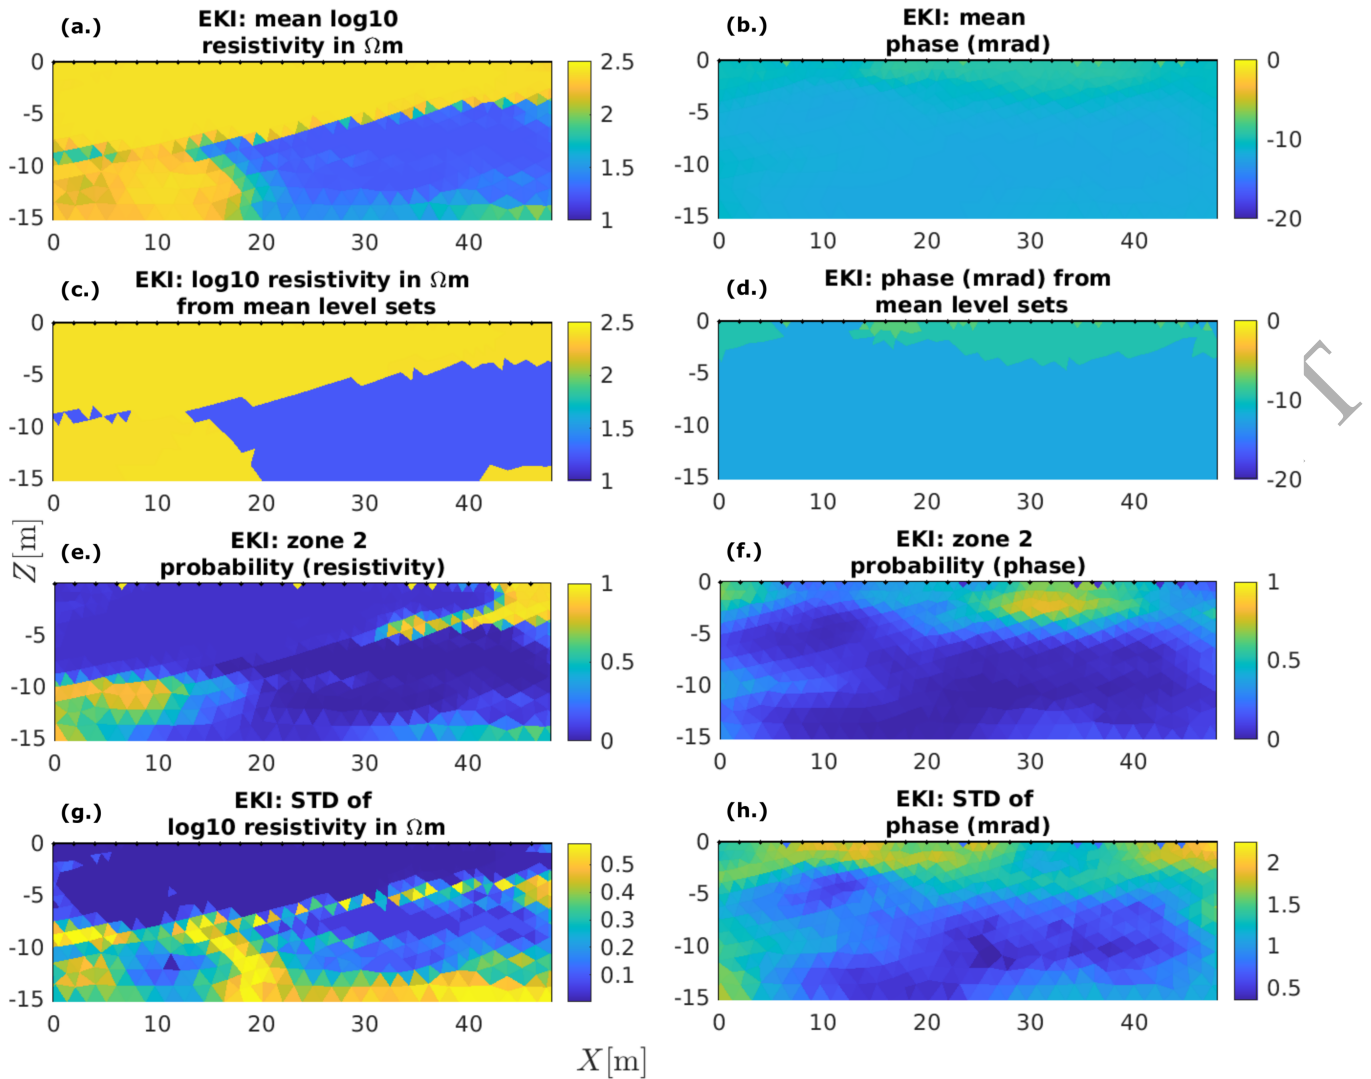 (a.) EKI: mean log10
resistivity in Ωm
0
-5
-10
-15
0 10 20 30 40
2.5
2
1.5
1
(b.) EKI: mean
phase (mrad)
0
-5
-10
-15
0 10 20 30 40
0
-10
-20
(c.) EKI: log10 resistivity in Ωm
from mean level sets
0
-5
-10
-15
0 10 20 30 40
2.5
2
1.5
1
(d.) EKI: phase (mrad) from
mean level sets
0
-5
-10
-15
0 10 20 30 40
0
-10
-20
T
Z[m]
(e.) EKI: zone 2
probability (resistivity)
0
-5
-10
-15
0 10 20 30 40
1
0.5
0
(f.) EKI: zone 2
probability (phase)
0
-5
-10
-15
0 10 20 30 40
1
0.5
0
(g.) EKI: STD of
log10 resistivity in Ωm
0
-5
-10
-15
0 10 20 30 40
0.5
0.4
0.3
0.2
0.1
(h.) EKI: STD of
phase (mrad)
0
-5
-10
-15
0 10 20 30 40
2
1.5
1
0.5
X[m]